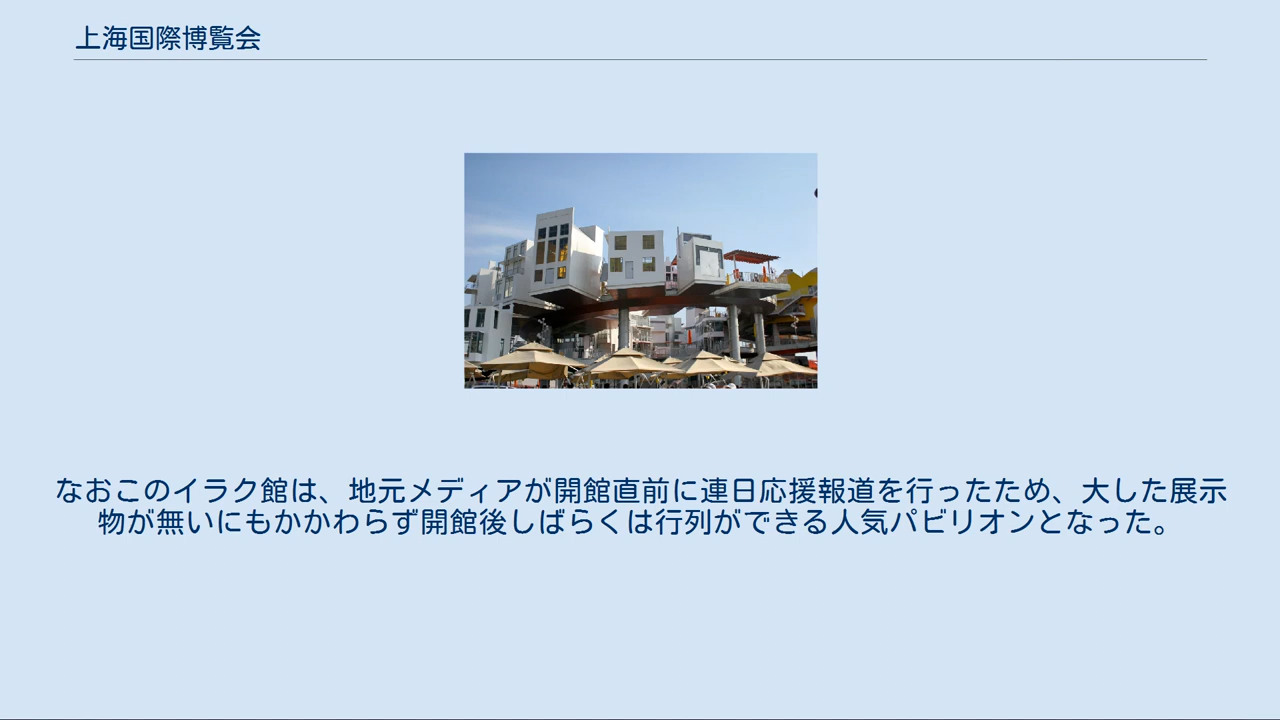 上海国際博覧会
なおこのイラク館は、地元メディアが開館直前に連日応援報道を行ったため、大した展示
物が無いにもかかわらず開館後しばらくは行列ができる人気パビリオンとなった。